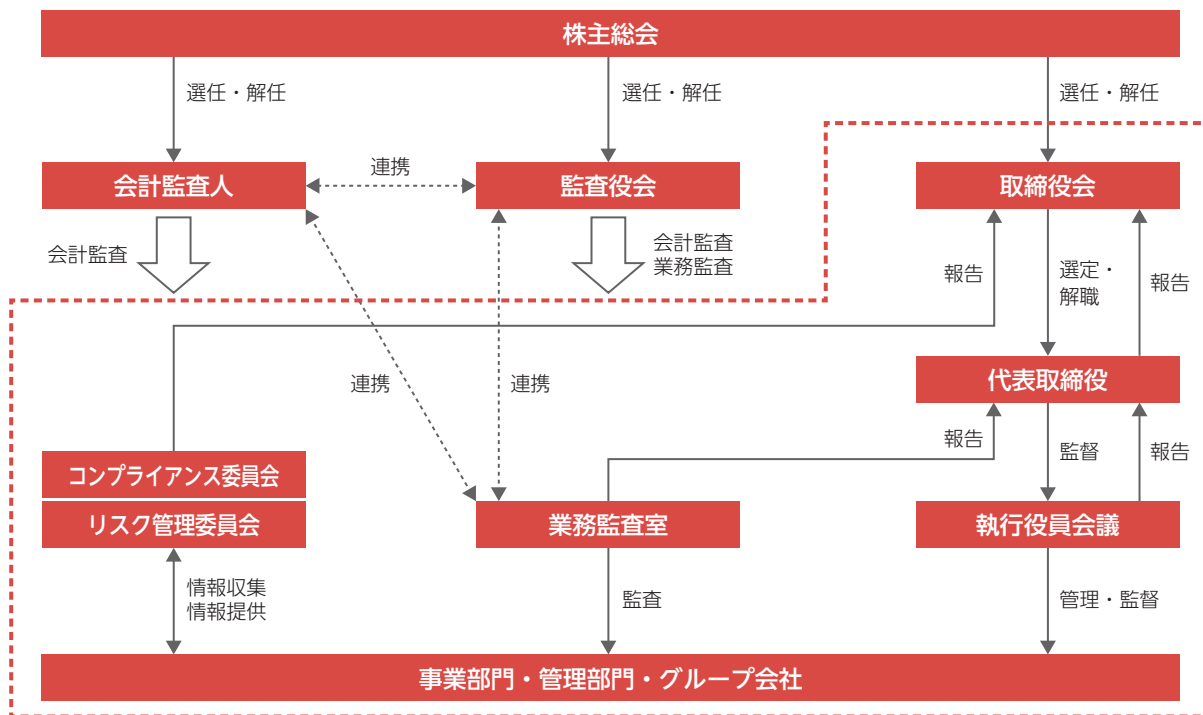 株主総会
選任・解任
選任・解任
選任・解任
会計監査人
連携
監査役会
取締役会
会計監査
会計監査
業務監査
報告
選定・
解職
報告
連携
連携
代表取締役
報告
監督
報告
コンプライアンス委員会
リスク管理委員会
業務監査室
執行役員会議
情報収集
情報提供
監査
管理・監督
事業部門・管理部門・グループ会社